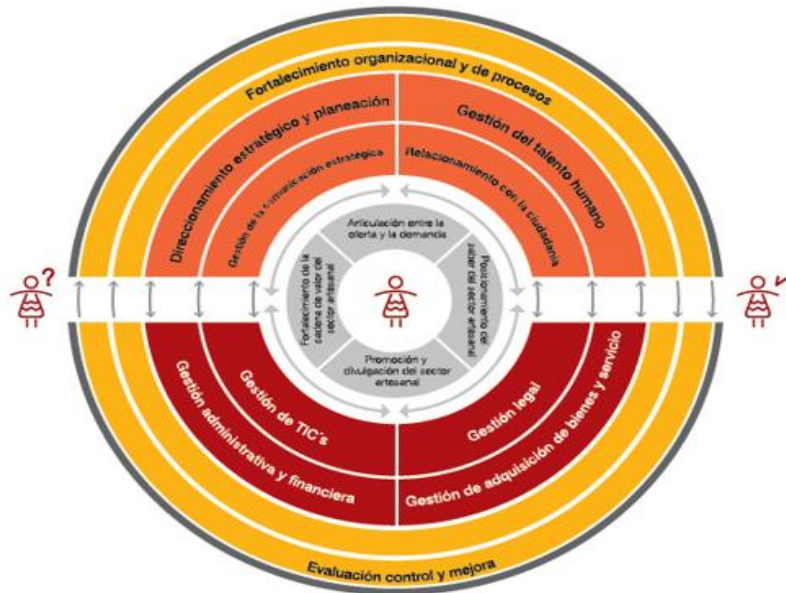 Fortalecimiento organizacional y de procesos
Direccionamiento estratégico y planeación
Gestión del talento humano
Gestión de la comunicación estratégica
Relacionamiento con la ciudadanía
Articulación entre la
oferta y la demanda
Fortalecimiento de la
cadena de valor del
sector artesanal
Posicionamiento del
saber del sector artesanal
Promoción y
divulgación del sector
artesanal
?
Gestión de TIC´s
Gestión legal
Gestión administrativa y financiera
Gestión de adquisición de bienes y servicio
Evaluación control y mejora